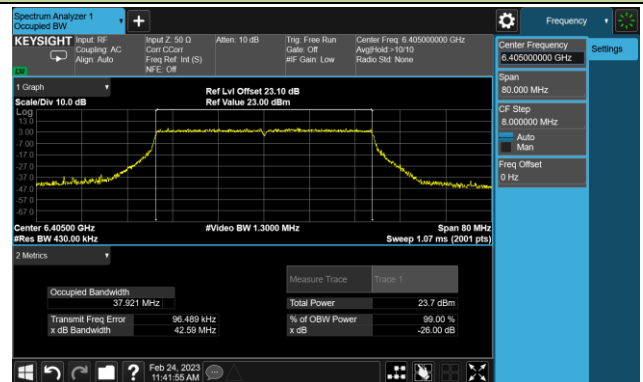 Spectrum Analyzer 1
Occupied BW
+
Frequency
KEYSIGHT
Input: RF
Coupling: AC
Align: Auto
Input Z: 50 Ω
Corr CCorr
Freq Ref: Int (S)
NFE: Off
Atten: 10 dB
Trig: Free Run
Gate: Off
#IF Gain: Low
Center Freq: 6.405000000 GHz
Avg|Hold:>10/10
Radio Std: None
Center Frequency
6.405000000 GHz
Settings
Span
80.000 MHz
CF Step
8.000000 MHz
Auto
Man
Freq Offset
0 Hz
1 Graph
Scale/Div 10.0 dB
Ref Lvl Offset 23.10 dB
Ref Value 23.00 dBm
Log
13.0
3.00
-7.00
-17.0
-27.0
-37.0
-47.0
-57.0
-67.0
Center 6.40500 GHz
#Res BW 430.00 kHz
#Video BW 1.3000 MHz
Span 80 MHz
Sweep 1.07 ms (2001 pts)
2 Metrics
Measure Trace
Trace 1
Occupied Bandwidth
37.921 MHz
Total Power
23.7 dBm
Transmit Freq Error
96.489 kHz
% of OBW Power
99.00 %
x dB Bandwidth
42.59 MHz
x dB
-26.00 dB
?
Feb 24, 2023
11:41:55 AM